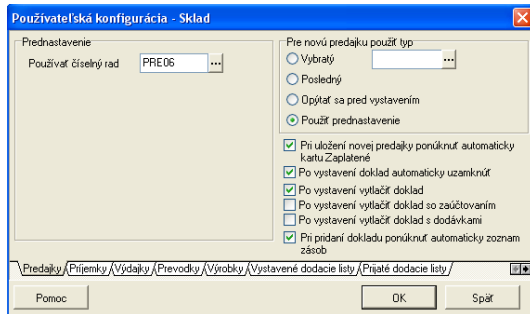 Používateľská konfigurácia - Sklad
Prednastavenie
Používať číselný rad PRE06 ...
Pre novú predajku použiť typ
Vybratý ...
Posledný
Opýtať sa pred vystavením
Použiť prednastavenie
Pri uložení novej predajky ponúknuť automaticky
kartu Zaplatené
Po vystavení doklad automaticky uzamknúť
Po vystavení vytlačiť doklad
Po vystavení vytlačiť doklad so zaúčtovaním
Po vystavení vytlačiť doklad s dodávkami
Pri pridaní dokladu ponúknuť automaticky zoznam
zásob
Predajky Príjemky Výdajky Prevodky Výrobky Vystavené dodacie listy Prijaté dodacie listy
Pomoc OK Späť